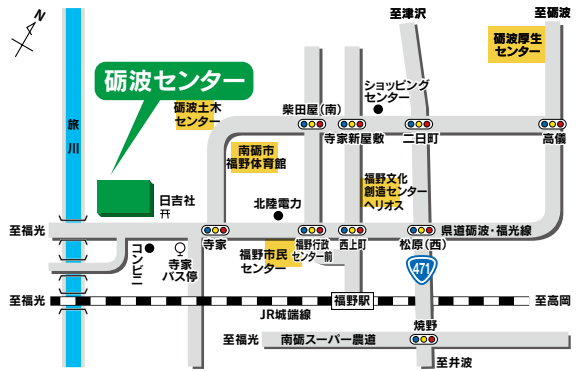 N
至津沢
至砺波
砺波厚生
センター
砺波センター
ショッピング
センター
砺波土木
センター
柴田屋(南)
寺家新屋敷
二日町
高儀
旅川
南砺市
福野体育館
福野文化
創造センター
ヘリオス
日吉社
北陸電力
至福光
県道砺波・福光線
寺家
福野行政
センター前
西上町
松原(西)
コンビニ
寺家
バス停
福野市民
センター
471
至福光
福野駅
至高岡
JR城端線
焼野
至福光
南砺スーパー農道
至井波